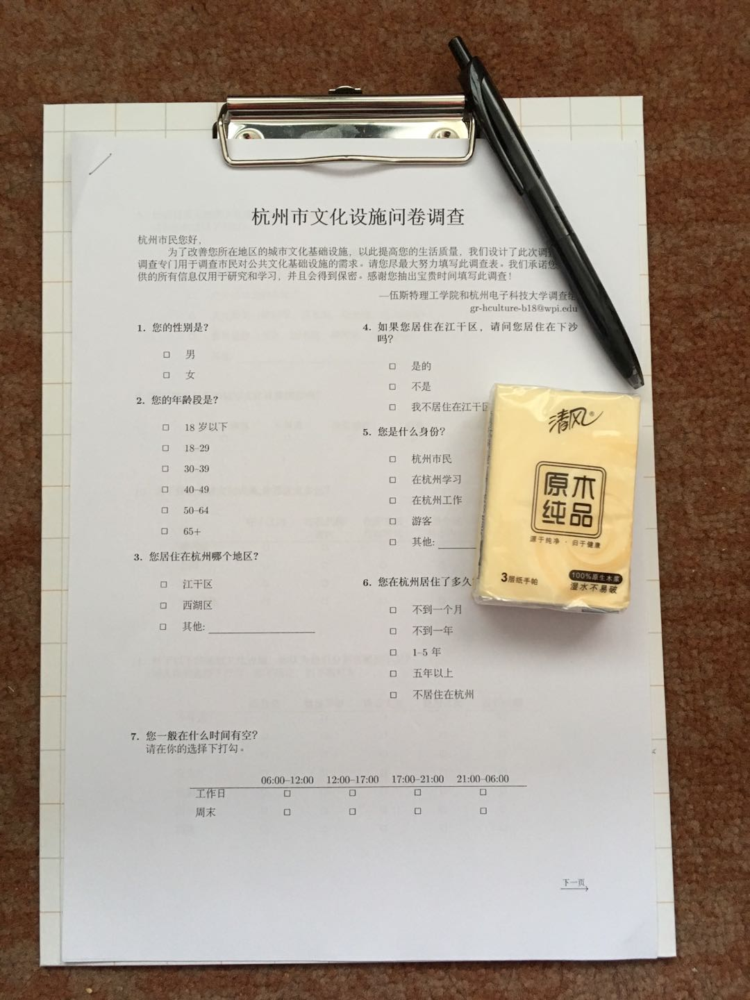 杭州市文化设施问卷调查
杭州市民您好，
为了改善您所在地区的城市文化基础设施，以此提高您的生活质量，我们设计了此次调查
调查专门用于调查市民对公共文化基础设施的需求。请您尽最大努力填写此调查表。我们承诺您
供的所有信息仅用于研究和学习，并且会得到保密。感谢您抽出宝贵时间填写此调查！
—伍斯特理工学院和杭州电子科技大学调查组
gr-hculture-b18@wpi.edu
1. 您的性别是？
男
女
2. 您的年龄段是？
18 岁以下
18–29
30–39
40–49
50–64
65+
3. 您居住在杭州哪个地区？
江干区
西湖区
其他:
4. 如果您居住在江干区，请问您居住在下沙
吗？
是的
不是
我不居住在江干区
5. 您是什么身份？
杭州市民
在杭州学习
在杭州工作
游客
其他:
6. 您在杭州居住了多久
不到一个月
不到一年
1–5 年
五年以上
不居住在杭州
7. 您一般在什么时间有空？
请在你的选择下打勾。
06:00–12:00 12:00–17:00 17:00–21:00 21:00–06:00
工作日
周末
下一页
清风®
原木
纯品
源于纯净 · 归于健康
3层纸手帕
100%原生木浆
湿水不易破